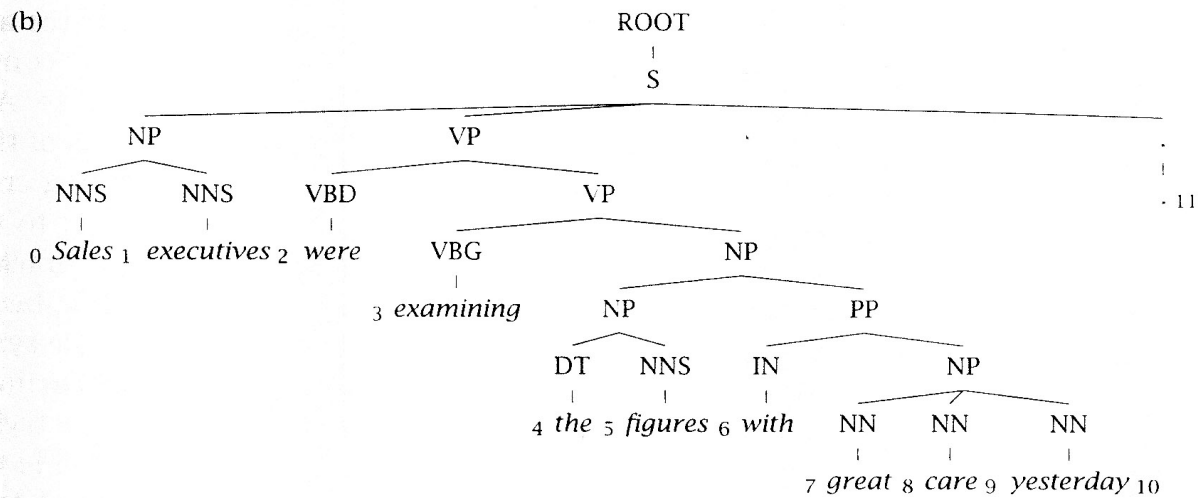 (b)
ROOT
S
NP VP .
NNS NNS VBD VP . 11
0 Sales 1 executives 2 were VBG NP
3 examining NP PP
DT NNS IN NP
4 the 5 figures 6 with NN NN NN
7 great 8 care 9 yesterday 10